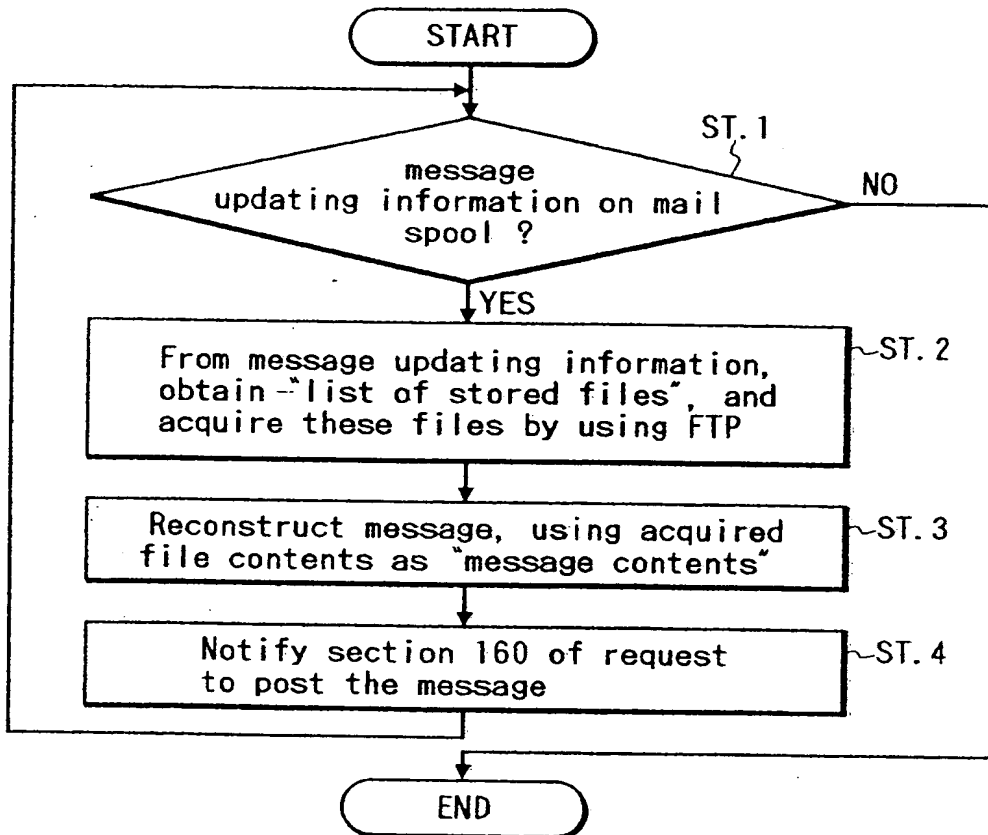 START
ST.1
message
updating information on mail
spool ?
NO
YES
From message updating information,
obtain "list of stored files", and
acquire these files by using FTP
ST.2
Reconstruct message, using acquired
file contents as "message contents"
ST.3
Notify section 160 of request
to post the message
ST.4
END